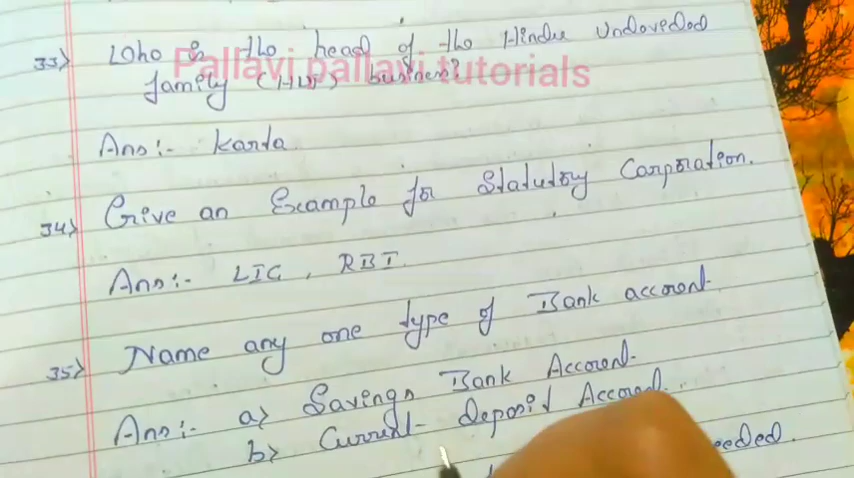 33) Who is the head of the Hindu Undoveded
family (HUF) business?
Pallavi pallavi tutorials
Ans:- Karta
34) Give an Example for Statutory Corporation.
Ans:- LIC, RBI.
35) Name any one type of Bank account.
Ans:- a) Savings Bank Account.
b) Current deposit Account.
eeded.